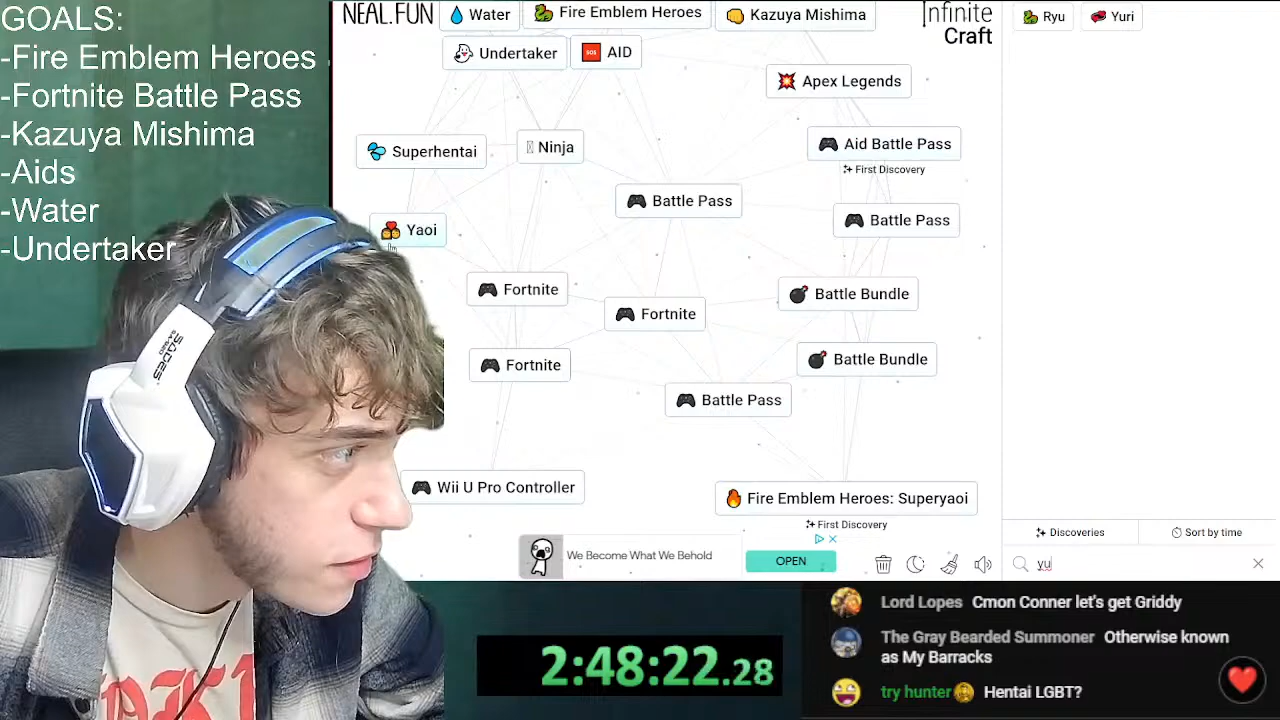 GOALS:
-Fire Emblem Heroes
-Fortnite Battle Pass
-Kazuya Mishima
-Aids
-Water
-Undertaker
NEAL.FUN
Water
Fire Emblem Heroes
Kazuya Mishima
Infinite
Craft
Undertaker
SOS
AID
Apex Legends
Superhentai
Ninja
Aid Battle Pass
First Discovery
Battle Pass
Battle Pass
Yaoi
Fortnite
Fortnite
Battle Bundle
Fortnite
Battle Bundle
Battle Pass
Wii U Pro Controller
Fire Emblem Heroes: Superyaoi
First Discovery
We Become What We Behold
OPEN
Ryu
Yuri
Discoveries
Sort by time
yu
SADES
2:48:22.28
Lord Lopes Cmon Conner let's get Griddy
The Gray Bearded Summoner Otherwise known
as My Barracks
try hunter Hentai LGBT?